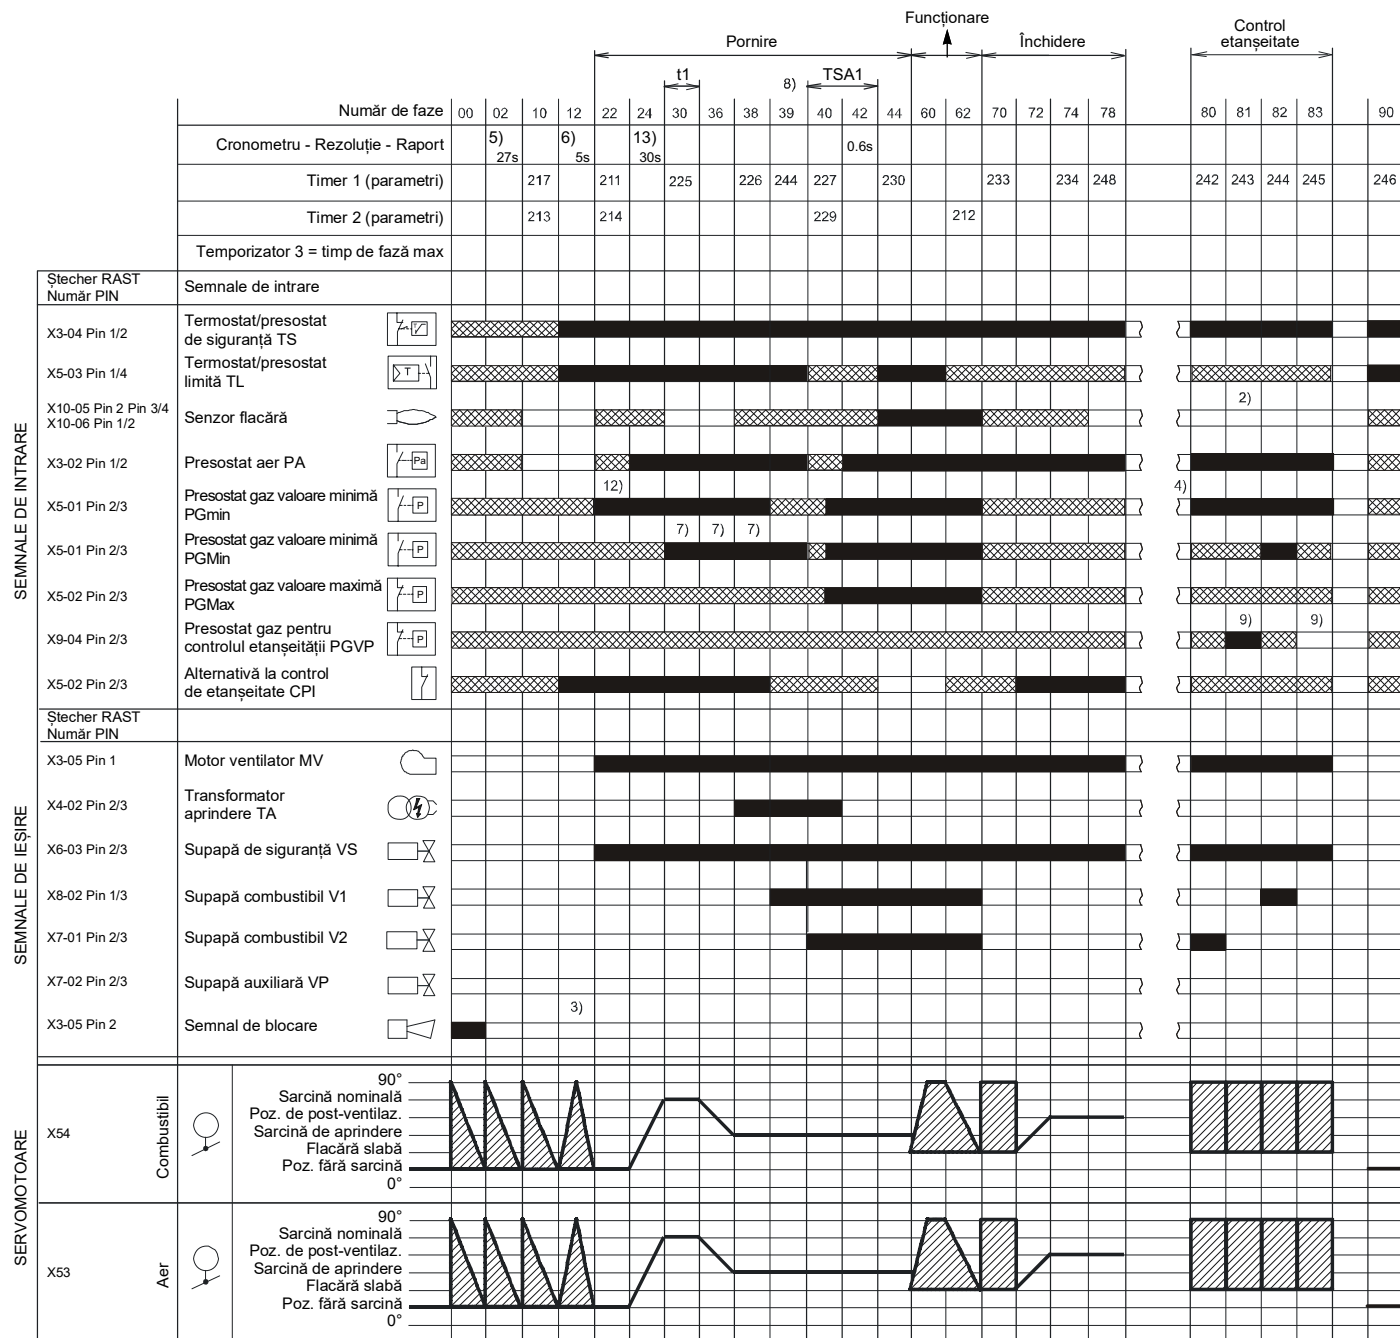 Funcționare
Pornire
Închidere
Control
etanșeitate
t1
8)
TSA1
Număr de faze 00 02 10 12 22 24 30 36 38 39 40 42 44 60 62 70 72 74 78 80 81 82 83 90
Cronometru - Rezoluție - Raport 5) 27s 6) 5s 13) 30s 0.6s
Timer 1 (parametri) 217 211 225 226 244 227 230 233 234 248 242 243 244 245 246
Timer 2 (parametri) 213 214 229 212
Temporizator 3 = timp de fază max
Ștecher RAST
Număr PIN
Semnale de intrare
SEMNALE DE INTRARE
X3-04 Pin 1/2
Termostat/presostat
de siguranță TS
X5-03 Pin 1/4
Termostat/presostat
limită TL
T
X10-05 Pin 2 Pin 3/4
X10-06 Pin 1/2
Senzor flacără
2)
X3-02 Pin 1/2
Presostat aer PA
Pa
12)
4)
X5-01 Pin 2/3
Presostat gaz valoare minimă
PGmin
P
7) 7) 7)
X5-01 Pin 2/3
Presostat gaz valoare minimă
PGMin
P
X5-02 Pin 2/3
Presostat gaz valoare maximă
PGMax
P
9) 9)
X9-04 Pin 2/3
Presostat gaz pentru
controlul etanșeității PGVP
P
X5-02 Pin 2/3
Alternativă la control
de etanșeitate CPI
Ștecher RAST
Număr PIN
SEMNALE DE IEȘIRE
X3-05 Pin 1
Motor ventilator MV
X4-02 Pin 2/3
Transformator
aprindere TA
X6-03 Pin 2/3
Supapă de siguranță VS
X8-02 Pin 1/3
Supapă combustibil V1
X7-01 Pin 2/3
Supapă combustibil V2
X7-02 Pin 2/3
Supapă auxiliară VP
3)
X3-05 Pin 2
Semnal de blocare
SERVOMOTOARE
X54
Combustibil
90°
Sarcină nominală
Poz. de post-ventilaz.
Sarcină de aprindere
Flacără slabă
Poz. fără sarcină
0°
X53
Aer
90°
Sarcină nominală
Poz. de post-ventilaz.
Sarcină de aprindere
Flacără slabă
Poz. fără sarcină
0°